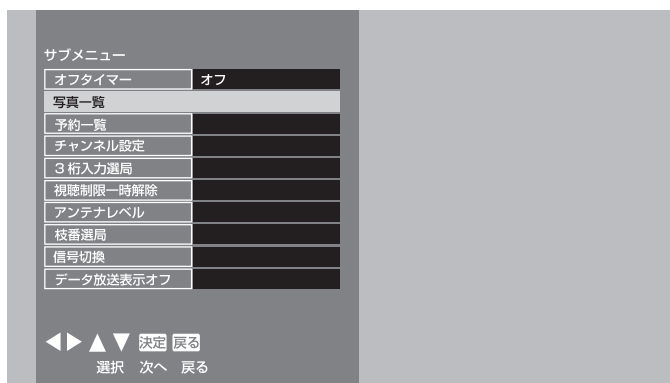 サブメニュー
オフタイマー オフ
写真一覧
予約一覧
チャンネル設定
3桁入力選局
視聴制限一時解除
アンテナレベル
枝番選局
信号切換
データ放送表示オフ
◀▶▲▼ 決定 戻る
選択 次へ 戻る